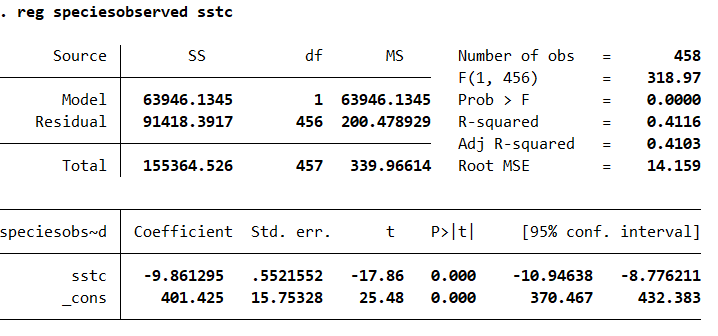 . reg speciesobserved sstc
Source | SS df MS Number of obs = 458
F(1, 456) = 318.97
Model | 63946.1345 1 63946.1345 Prob > F = 0.0000
Residual | 91418.3917 456 200.478929 R-squared = 0.4116
Adj R-squared = 0.4103
Total | 155364.526 457 339.96614 Root MSE = 14.159
speciesobs~d | Coefficient Std. err. t P>|t| [95% conf. interval]
sstc | -9.861295 .5521552 -17.86 0.000 -10.94638 -8.776211
_cons | 401.425 15.75328 25.48 0.000 370.467 432.383